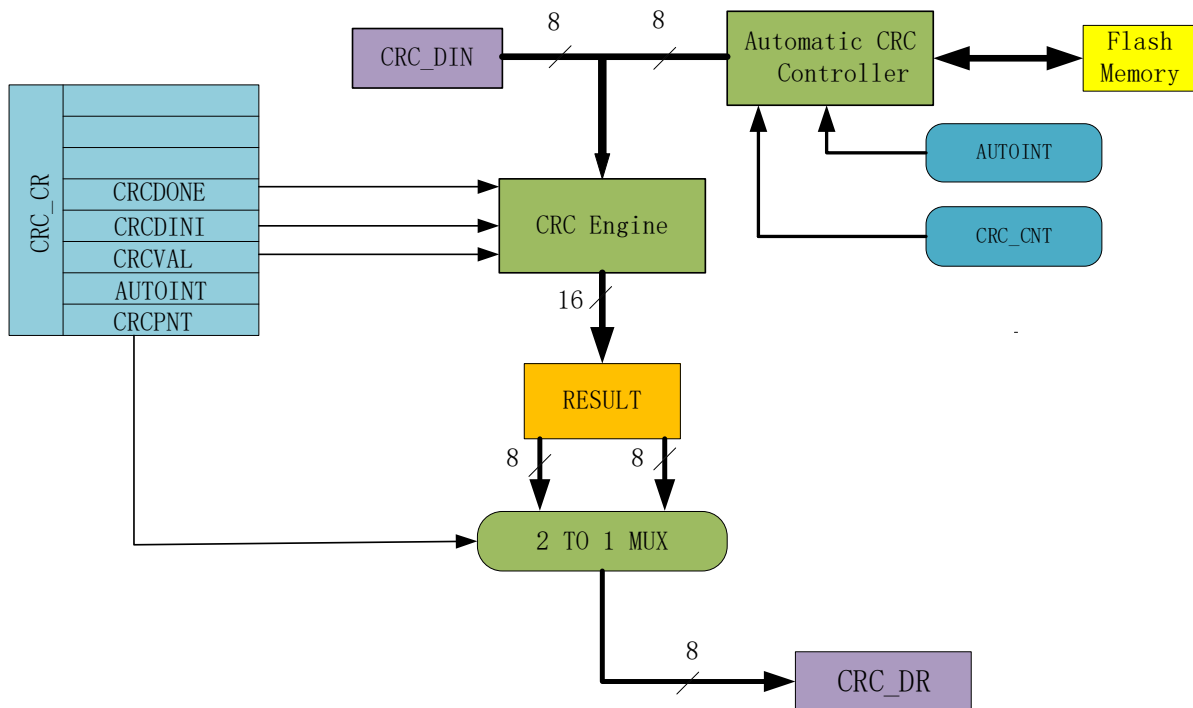 8
8
CRC_DIN
Automatic CRC
Controller
Flash
Memory
AUTOINT
CRC_CNT
CRC_CR
CRCDONE
CRCDINI
CRCVAL
AUTOINT
CRCPNT
CRC Engine
16
RESULT
8
8
2 TO 1 MUX
8
CRC_DR